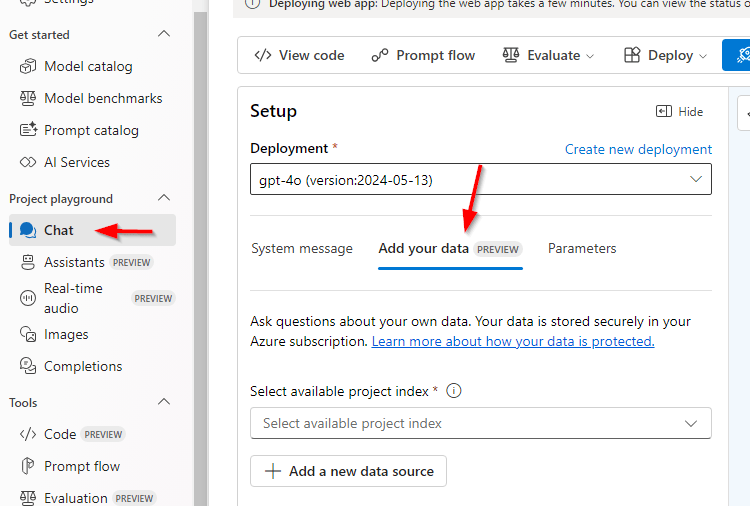 Settings
Get started
Model catalog
Model benchmarks
Prompt catalog
AI Services
Project playground
Chat
Assistants PREVIEW
Real-time
audio PREVIEW
Images
Completions
Tools
Code PREVIEW
Prompt flow
Evaluation PREVIEW
Deploying web app: Deploying the web app takes a few minutes. You can view the status o
View code Prompt flow Evaluate Deploy
Setup Hide
Deployment * Create new deployment
gpt-4o (version:2024-05-13)
System message Add your data PREVIEW Parameters
Ask questions about your own data. Your data is stored securely in your
Azure subscription. Learn more about how your data is protected.
Select available project index *
Select available project index
Add a new data source